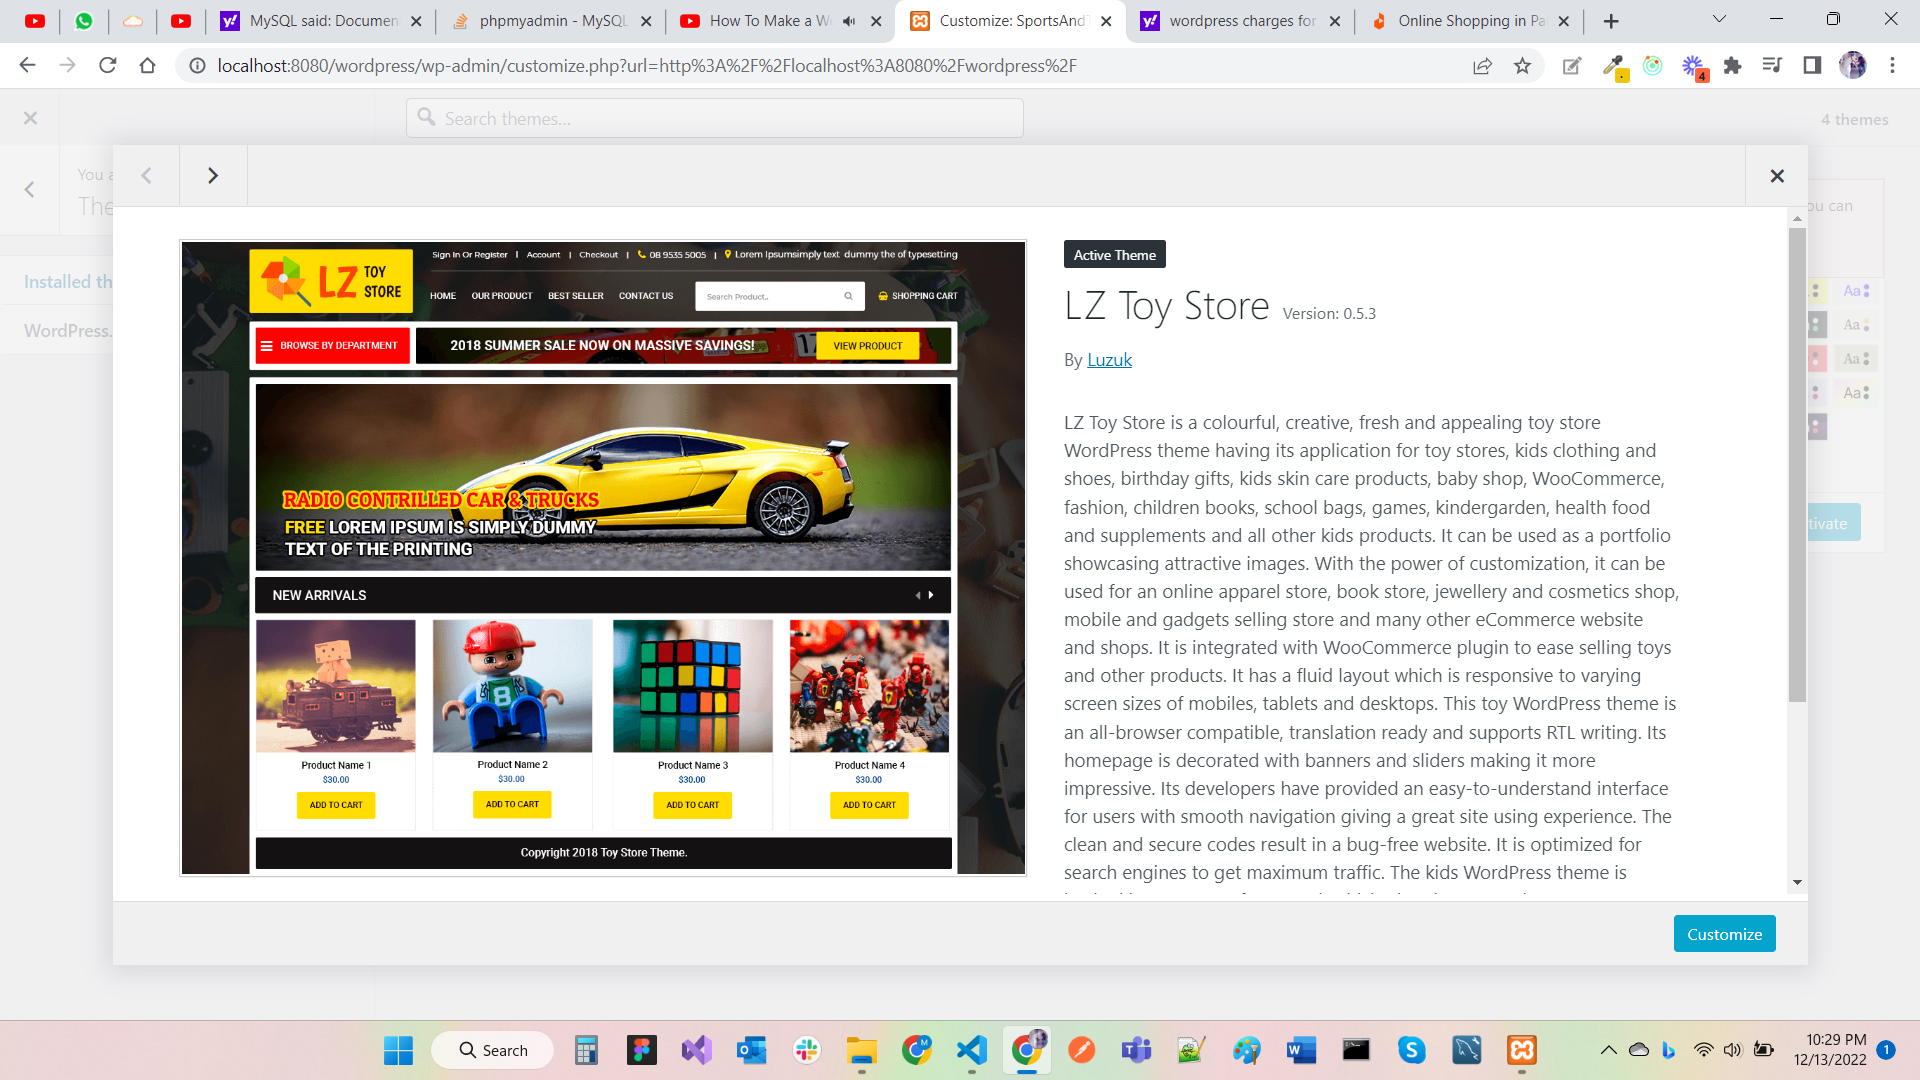 MySQL said: Documen
phpmyadmin - MySQL
How To Make a W
Customize: SportsAnd
wordpress charges for
Online Shopping in Pa
localhost:8080/wordpress/wp-admin/customize.php?url=http%3A%2F%2Flocalhost%3A8080%2Fwordpress%2F
4
Search themes...
4 themes
You a
The
ou can
Installed th
WordPress.
Aa
Aa
Aa
Aa
tivate
LZ TOY STORE
Sign In Or Register | Account | Checkout | 08 9535 5005 | Lorem Ipsumsimply text dummy the of typesetting
HOME OUR PRODUCT BEST SELLER CONTACT US Search Product.. SHOPPING CART
BROWSE BY DEPARTMENT 2018 SUMMER SALE NOW ON MASSIVE SAVINGS! VIEW PRODUCT
RADIO CONTRILLED CAR & TRUCKS
FREE LOREM IPSUM IS SIMPLY DUMMY
TEXT OF THE PRINTING
NEW ARRIVALS
8
Product Name 1 Product Name 2 Product Name 3 Product Name 4
$30.00 $30.00 $30.00 $30.00
ADD TO CART ADD TO CART ADD TO CART ADD TO CART
Copyright 2018 Toy Store Theme.
Active Theme
LZ Toy Store Version: 0.5.3
By Luzuk
LZ Toy Store is a colourful, creative, fresh and appealing toy store
WordPress theme having its application for toy stores, kids clothing and
shoes, birthday gifts, kids skin care products, baby shop, WooCommerce,
fashion, children books, school bags, games, kindergarden, health food
and supplements and all other kids products. It can be used as a portfolio
showcasing attractive images. With the power of customization, it can be
used for an online apparel store, book store, jewellery and cosmetics shop,
mobile and gadgets selling store and many other eCommerce website
and shops. It is integrated with WooCommerce plugin to ease selling toys
and other products. It has a fluid layout which is responsive to varying
screen sizes of mobiles, tablets and desktops. This toy WordPress theme is
an all-browser compatible, translation ready and supports RTL writing. Its
homepage is decorated with banners and sliders making it more
impressive. Its developers have provided an easy-to-understand interface
for users with smooth navigation giving a great site using experience. The
clean and secure codes result in a bug-free website. It is optimized for
search engines to get maximum traffic. The kids WordPress theme is
Customize
Search
10:29 PM
12/13/2022
1